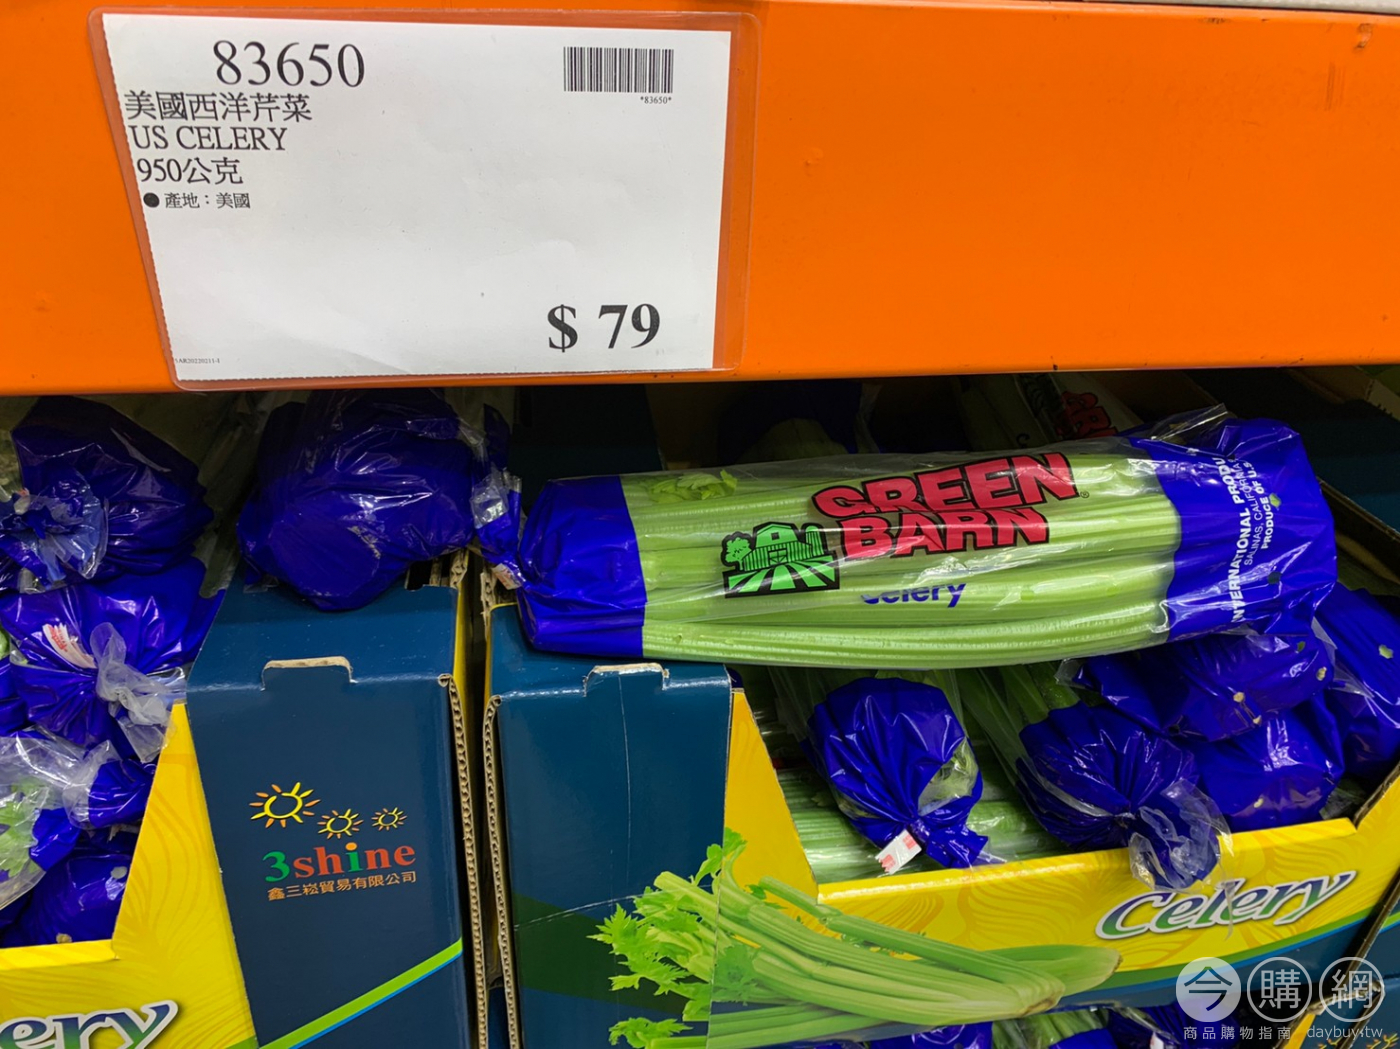 83650
*83650*
美國西洋芹菜
US CELERY
950公克
● 產地：美國
$ 79
GREEN
BARN
Celery
INTERNATIONAL PRODUCE
SALINAS, CALIFORNIA
PRODUCE OF U.S.
3shine
鑫三崧貿易有限公司
Celery
ery
今購網
商品購物指南 daybuy.tw